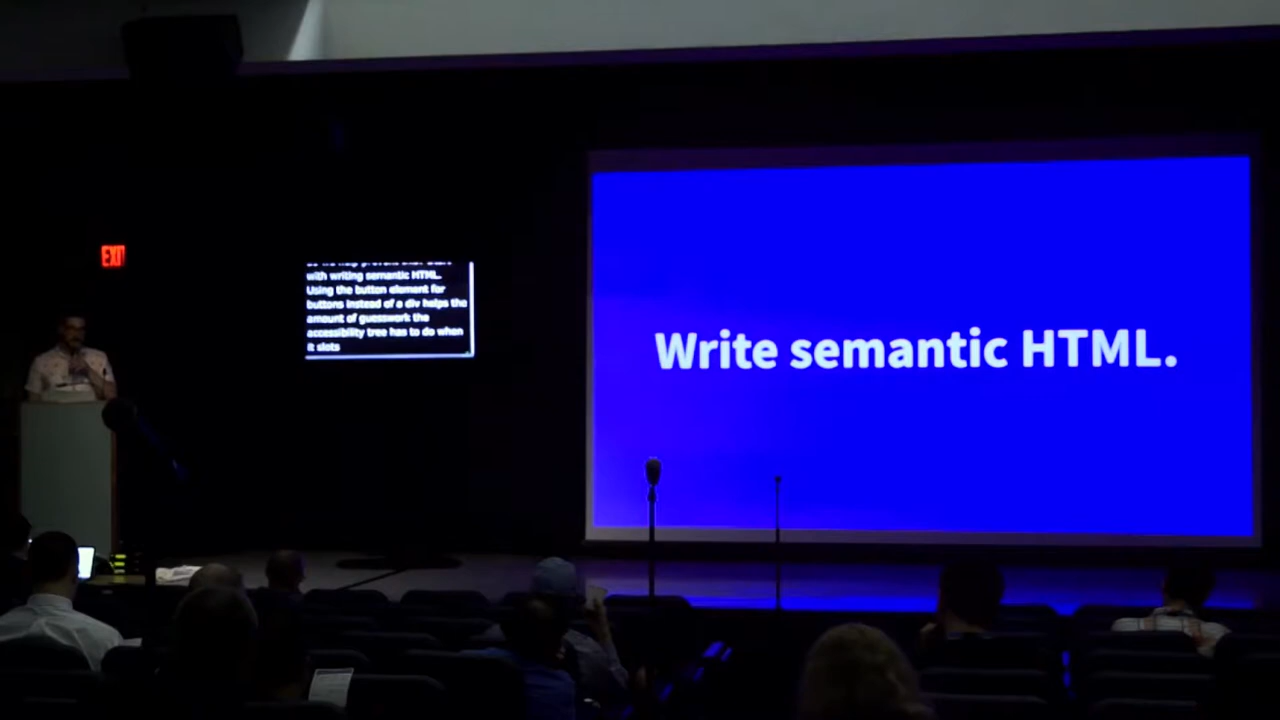 EXIT
with writing semantic HTML.
Using the button element for
buttons instead of a div helps the
amount of guesswork the
accessibility tree has to do when
it slots
Write semantic HTML.